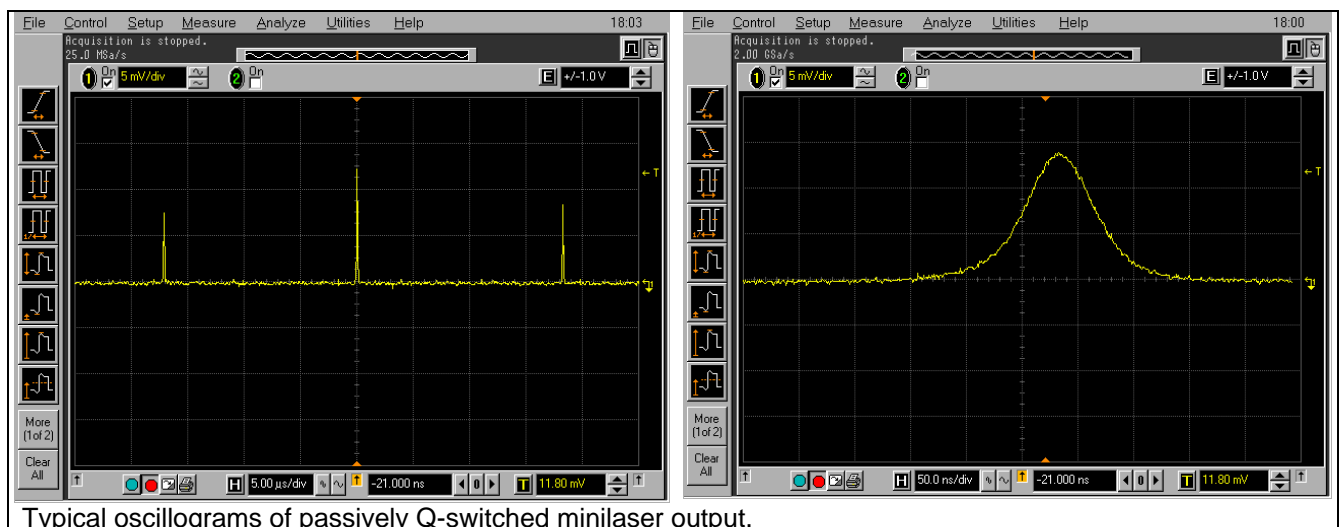 File Control Setup Measure Analyze Utilities Help 18:03
Acquisition is stopped.
25.0 MSa/s
1 On 5 mV/div 2 On E +/-1.0 V
T
More
(1of 2)
Clear
All
H 5.00 µs/div -21.000 ns 0 T 11.80 mV
File Control Setup Measure Analyze Utilities Help 18:00
Acquisition is stopped.
2.00 GSa/s
1 On 5 mV/div 2 On E +/-1.0 V
T
More
(1of 2)
Clear
All
H 50.0 ns/div -21.000 ns 0 T 11.80 mV
Typical oscillograms of passively Q-switched minilaser output.